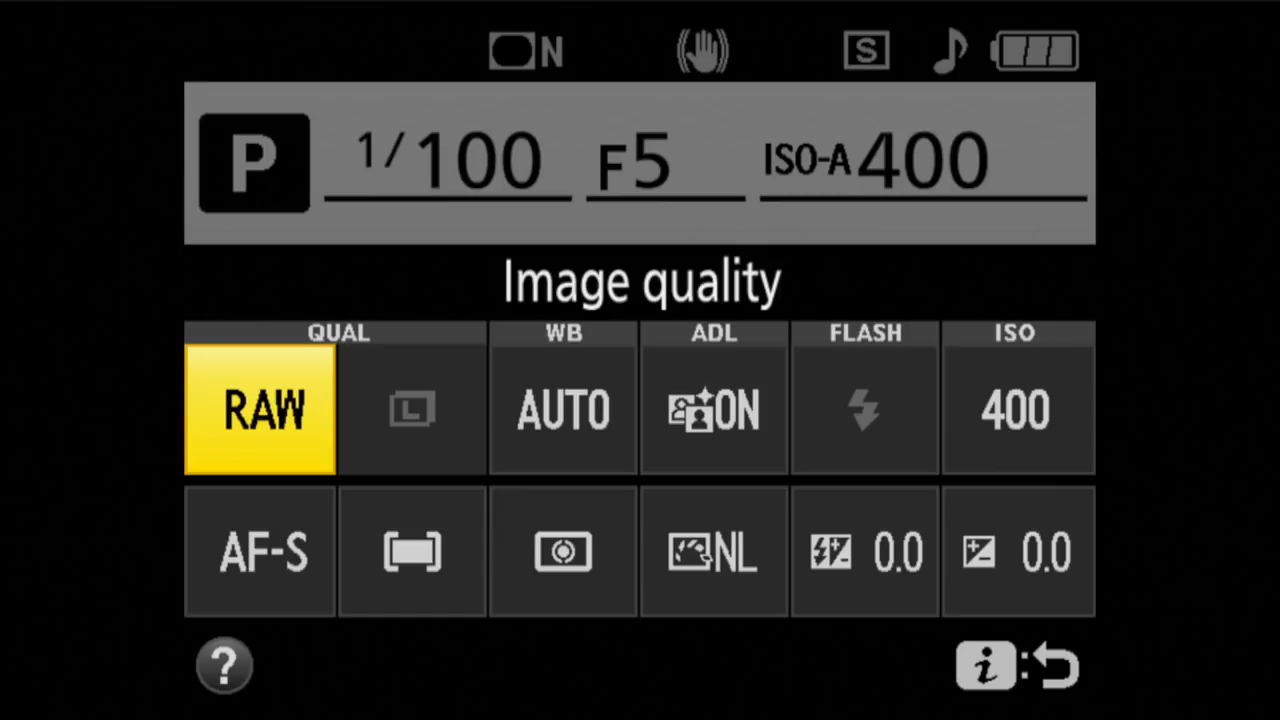 N S
P 1/100 F5 ISO-A 400
Image quality
QUAL WB ADL FLASH ISO
RAW L AUTO ON 400
AF-S NL 0.0 0.0
? i: